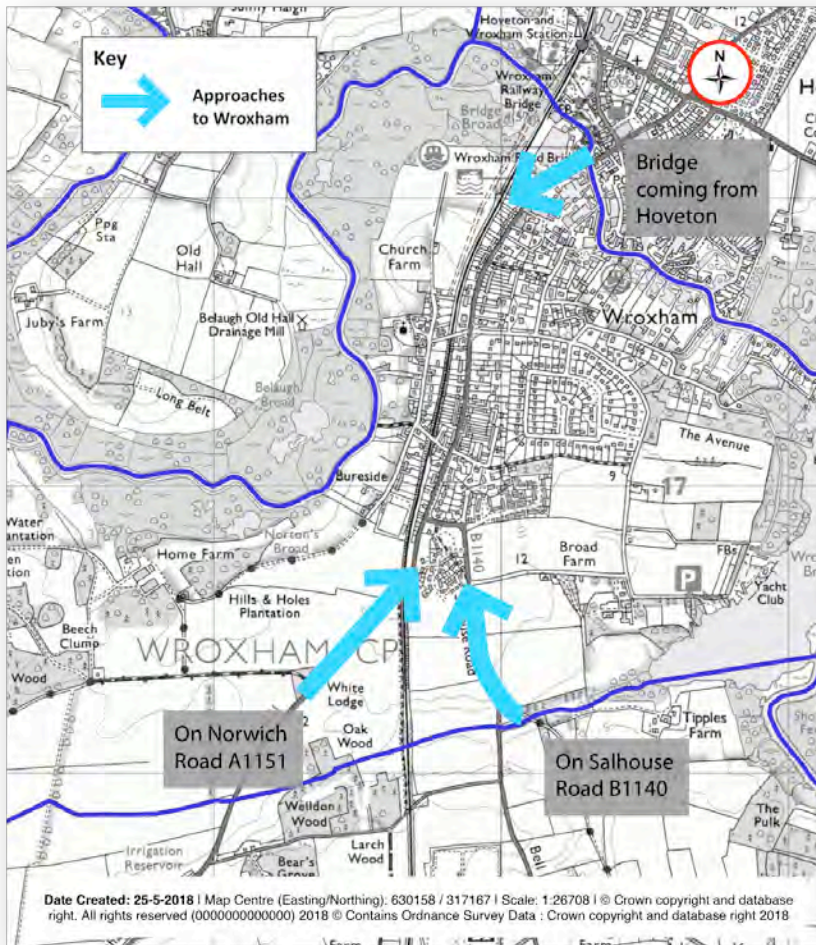 Hoveton and
Wroxham Station
Key
Approaches
to Wroxham
N
12
Wroxham
Railway
Bridge
Bridge
Broad
Bridge
coming from
Hoveton
Ppg
Sta
Old
Hall
Church
Farm
Juby's Farm
Belaugh Old Hall
Drainage Mill
Wroxham
Long Belt
Belaugh
Broad
The Avenue
9
17
Bureside
Water
Norton's
Broad
B 1140
12
Broad
Farm
FBs
Home Farm
P
Yacht
Club
Hills & Holes
Plantation
Beech
Clump
WROXHAM CP
Road
Wood
White
Lodge
On Norwich
Road A1151
Oak
Wood
Tipples
Farm
On Salhouse
Road B1140
Welldon
Wood
The
Pulk
Irrigation
Reservoir
Larch
Wood
Bear's
Grove
Bell
Date Created: 25-5-2018 | Map Centre (Easting/Northing): 630158 / 317167 | Scale: 1:26708 | © Crown copyright and database
right. All rights reserved (0000000000000) 2018 © Contains Ordnance Survey Data : Crown copyright and database right 2018
Farm